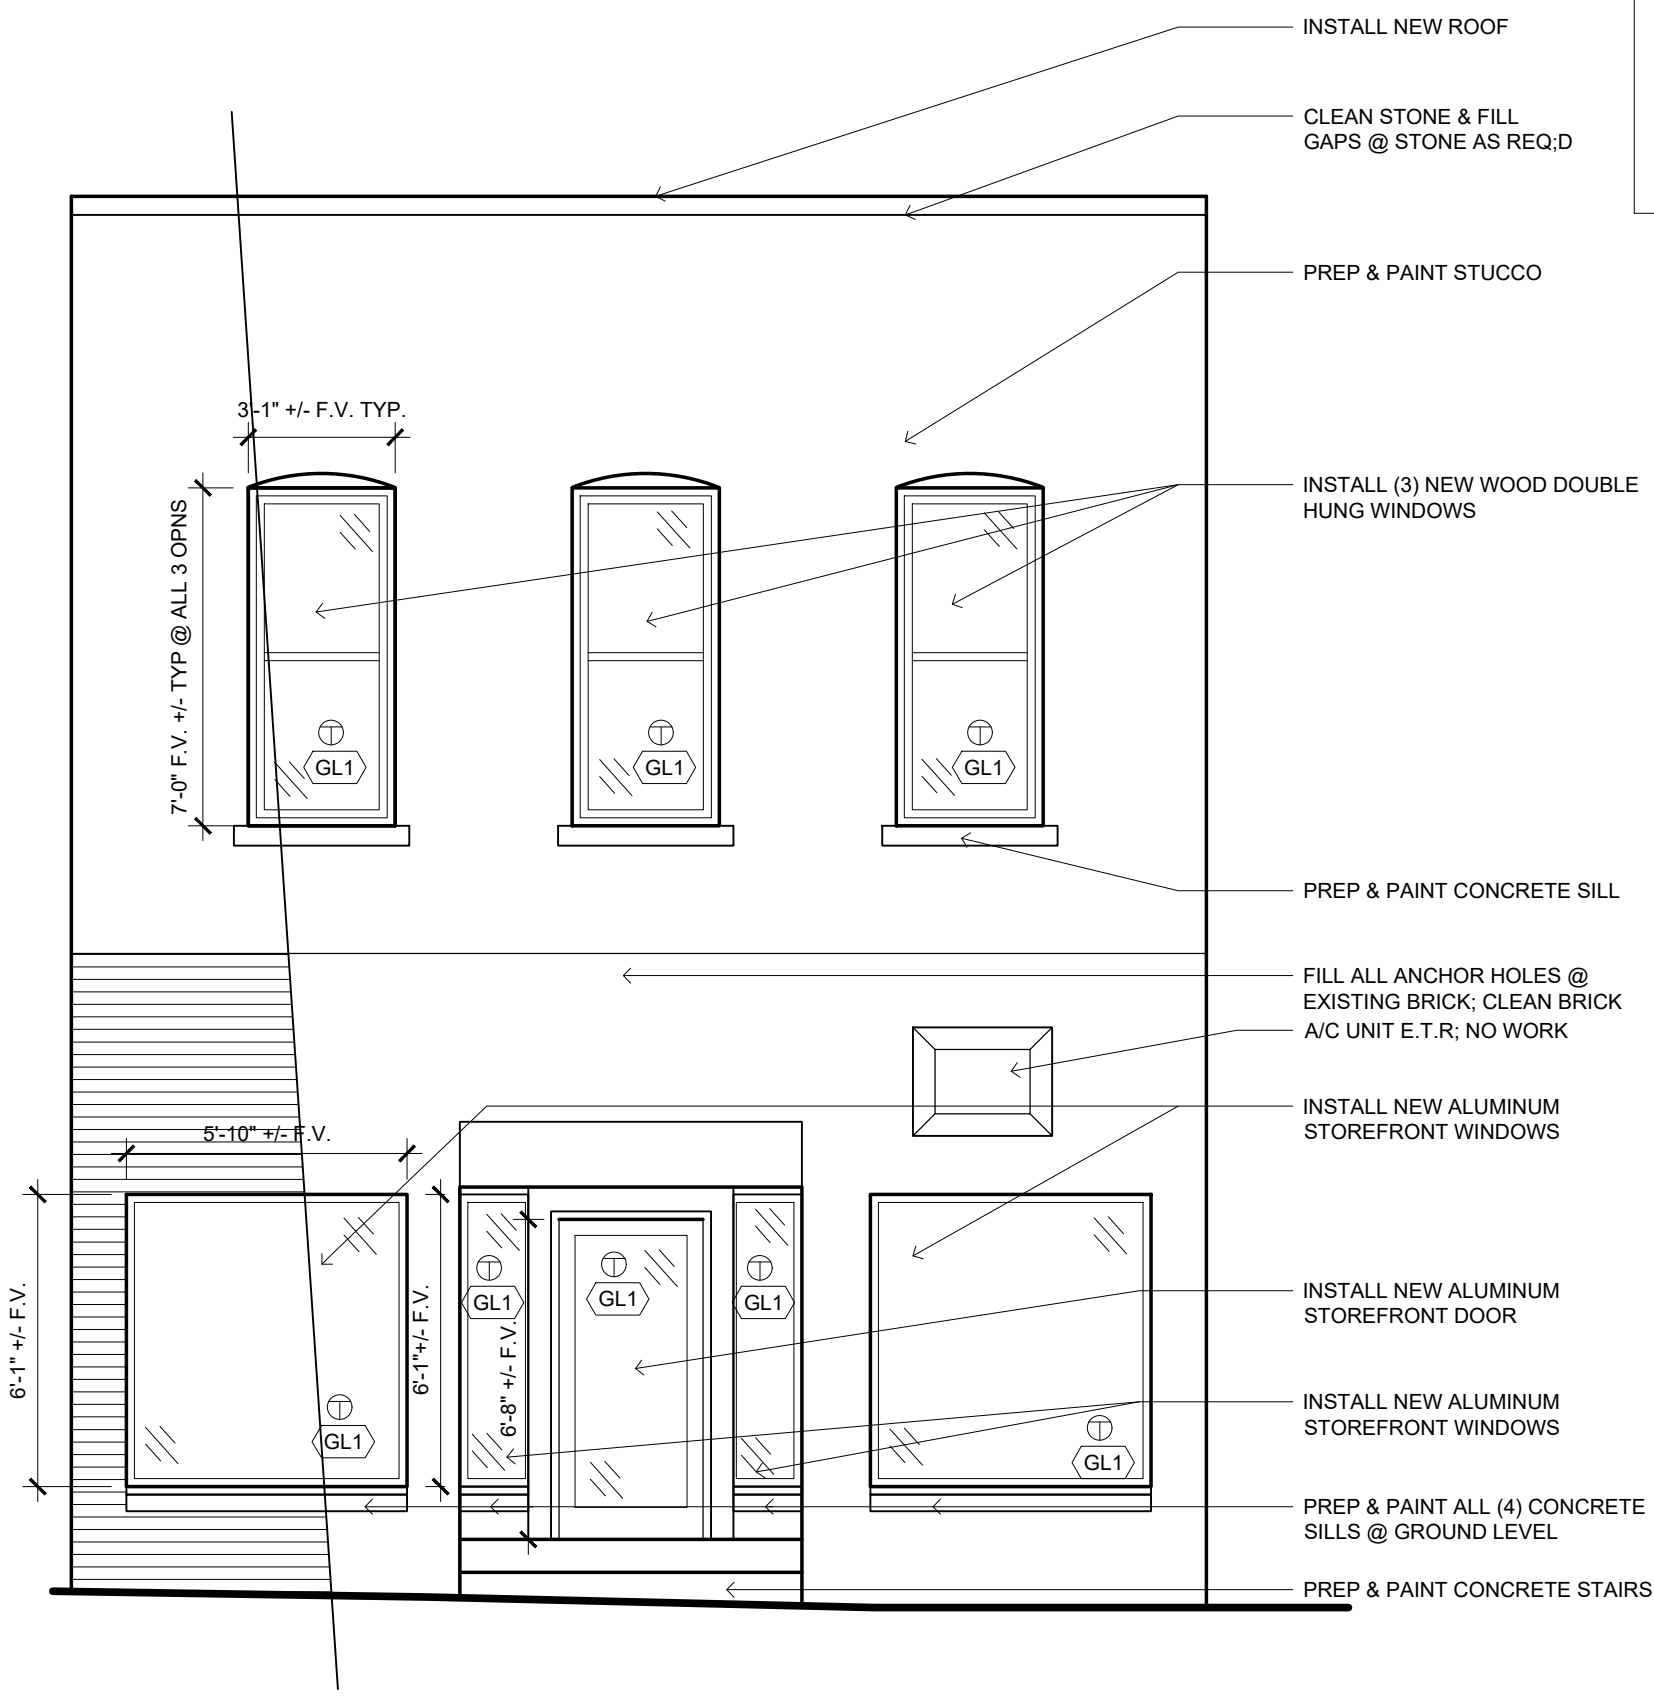 INSTALL NEW ROOF
CLEAN STONE & FILL
GAPS @ STONE AS REQ;D
PREP & PAINT STUCCO
3'-1" +/- F.V. TYP.
7'-0" F.V. +/- TYP @ ALL 3 OPNS
INSTALL (3) NEW WOOD DOUBLE
HUNG WINDOWS
T
GL1
T
GL1
T
GL1
PREP & PAINT CONCRETE SILL
FILL ALL ANCHOR HOLES @
EXISTING BRICK; CLEAN BRICK
A/C UNIT E.T.R; NO WORK
INSTALL NEW ALUMINUM
STOREFRONT WINDOWS
5'-10" +/- F.V.
6'-1" +/- F.V.
6'-1"+/- F.V.
6'-8" +/- F.V.
T
GL1
T
GL1
T
GL1
INSTALL NEW ALUMINUM
STOREFRONT DOOR
T
GL1
T
GL1
INSTALL NEW ALUMINUM
STOREFRONT WINDOWS
PREP & PAINT ALL (4) CONCRETE
SILLS @ GROUND LEVEL
PREP & PAINT CONCRETE STAIRS